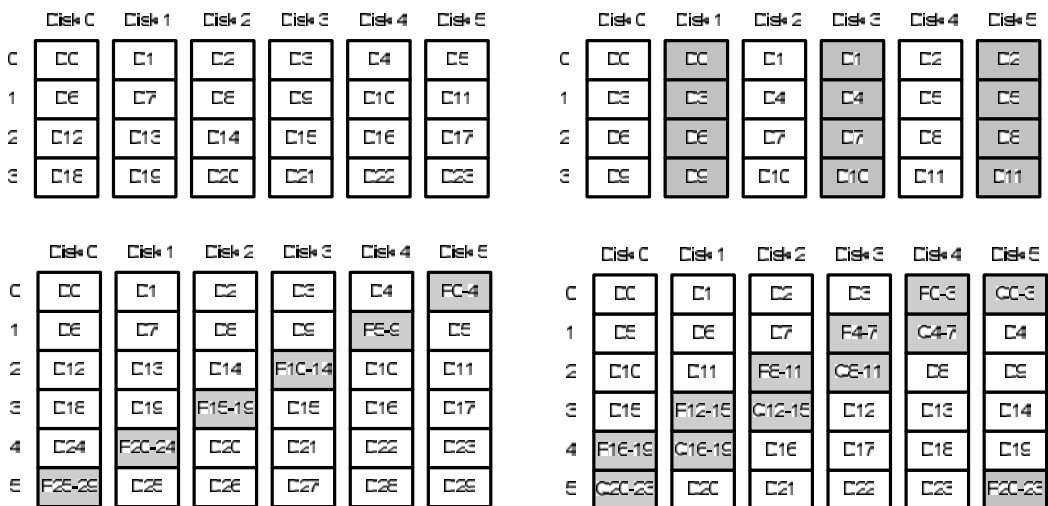 Disk 0 Disk 1 Disk 2 Disk 3 Disk 4 Disk 5
0 D0 D1 D2 D3 D4 D5
1 D6 D7 D8 D9 D10 D11
2 D12 D13 D14 D15 D16 D17
3 D18 D19 D20 D21 D22 D23
Disk 0 Disk 1 Disk 2 Disk 3 Disk 4 Disk 5
0 D0 D0 D1 D1 D2 D2
1 D3 D3 D4 D4 D5 D5
2 D6 D6 D7 D7 D8 D8
3 D9 D9 D10 D10 D11 D11
Disk 0 Disk 1 Disk 2 Disk 3 Disk 4 Disk 5
0 D0 D1 D2 D3 D4 P0-4
1 D6 D7 D8 D9 P5-9 D5
2 D12 D13 D14 P10-14 D10 D11
3 D18 D19 P15-19 D15 D16 D17
4 D24 P20-24 D20 D21 D22 D23
5 P25-29 D25 D26 D27 D28 D29
Disk 0 Disk 1 Disk 2 Disk 3 Disk 4 Disk 5
0 D0 D1 D2 D3 P0-3 Q0-3
1 D5 D6 D7 P4-7 Q4-7 D4
2 D10 D11 P8-11 Q8-11 D8 D9
3 D15 P12-15 Q12-15 D12 D13 D14
4 P16-19 Q16-19 D16 D17 D18 D19
5 Q20-23 D20 D21 D22 D23 P20-23